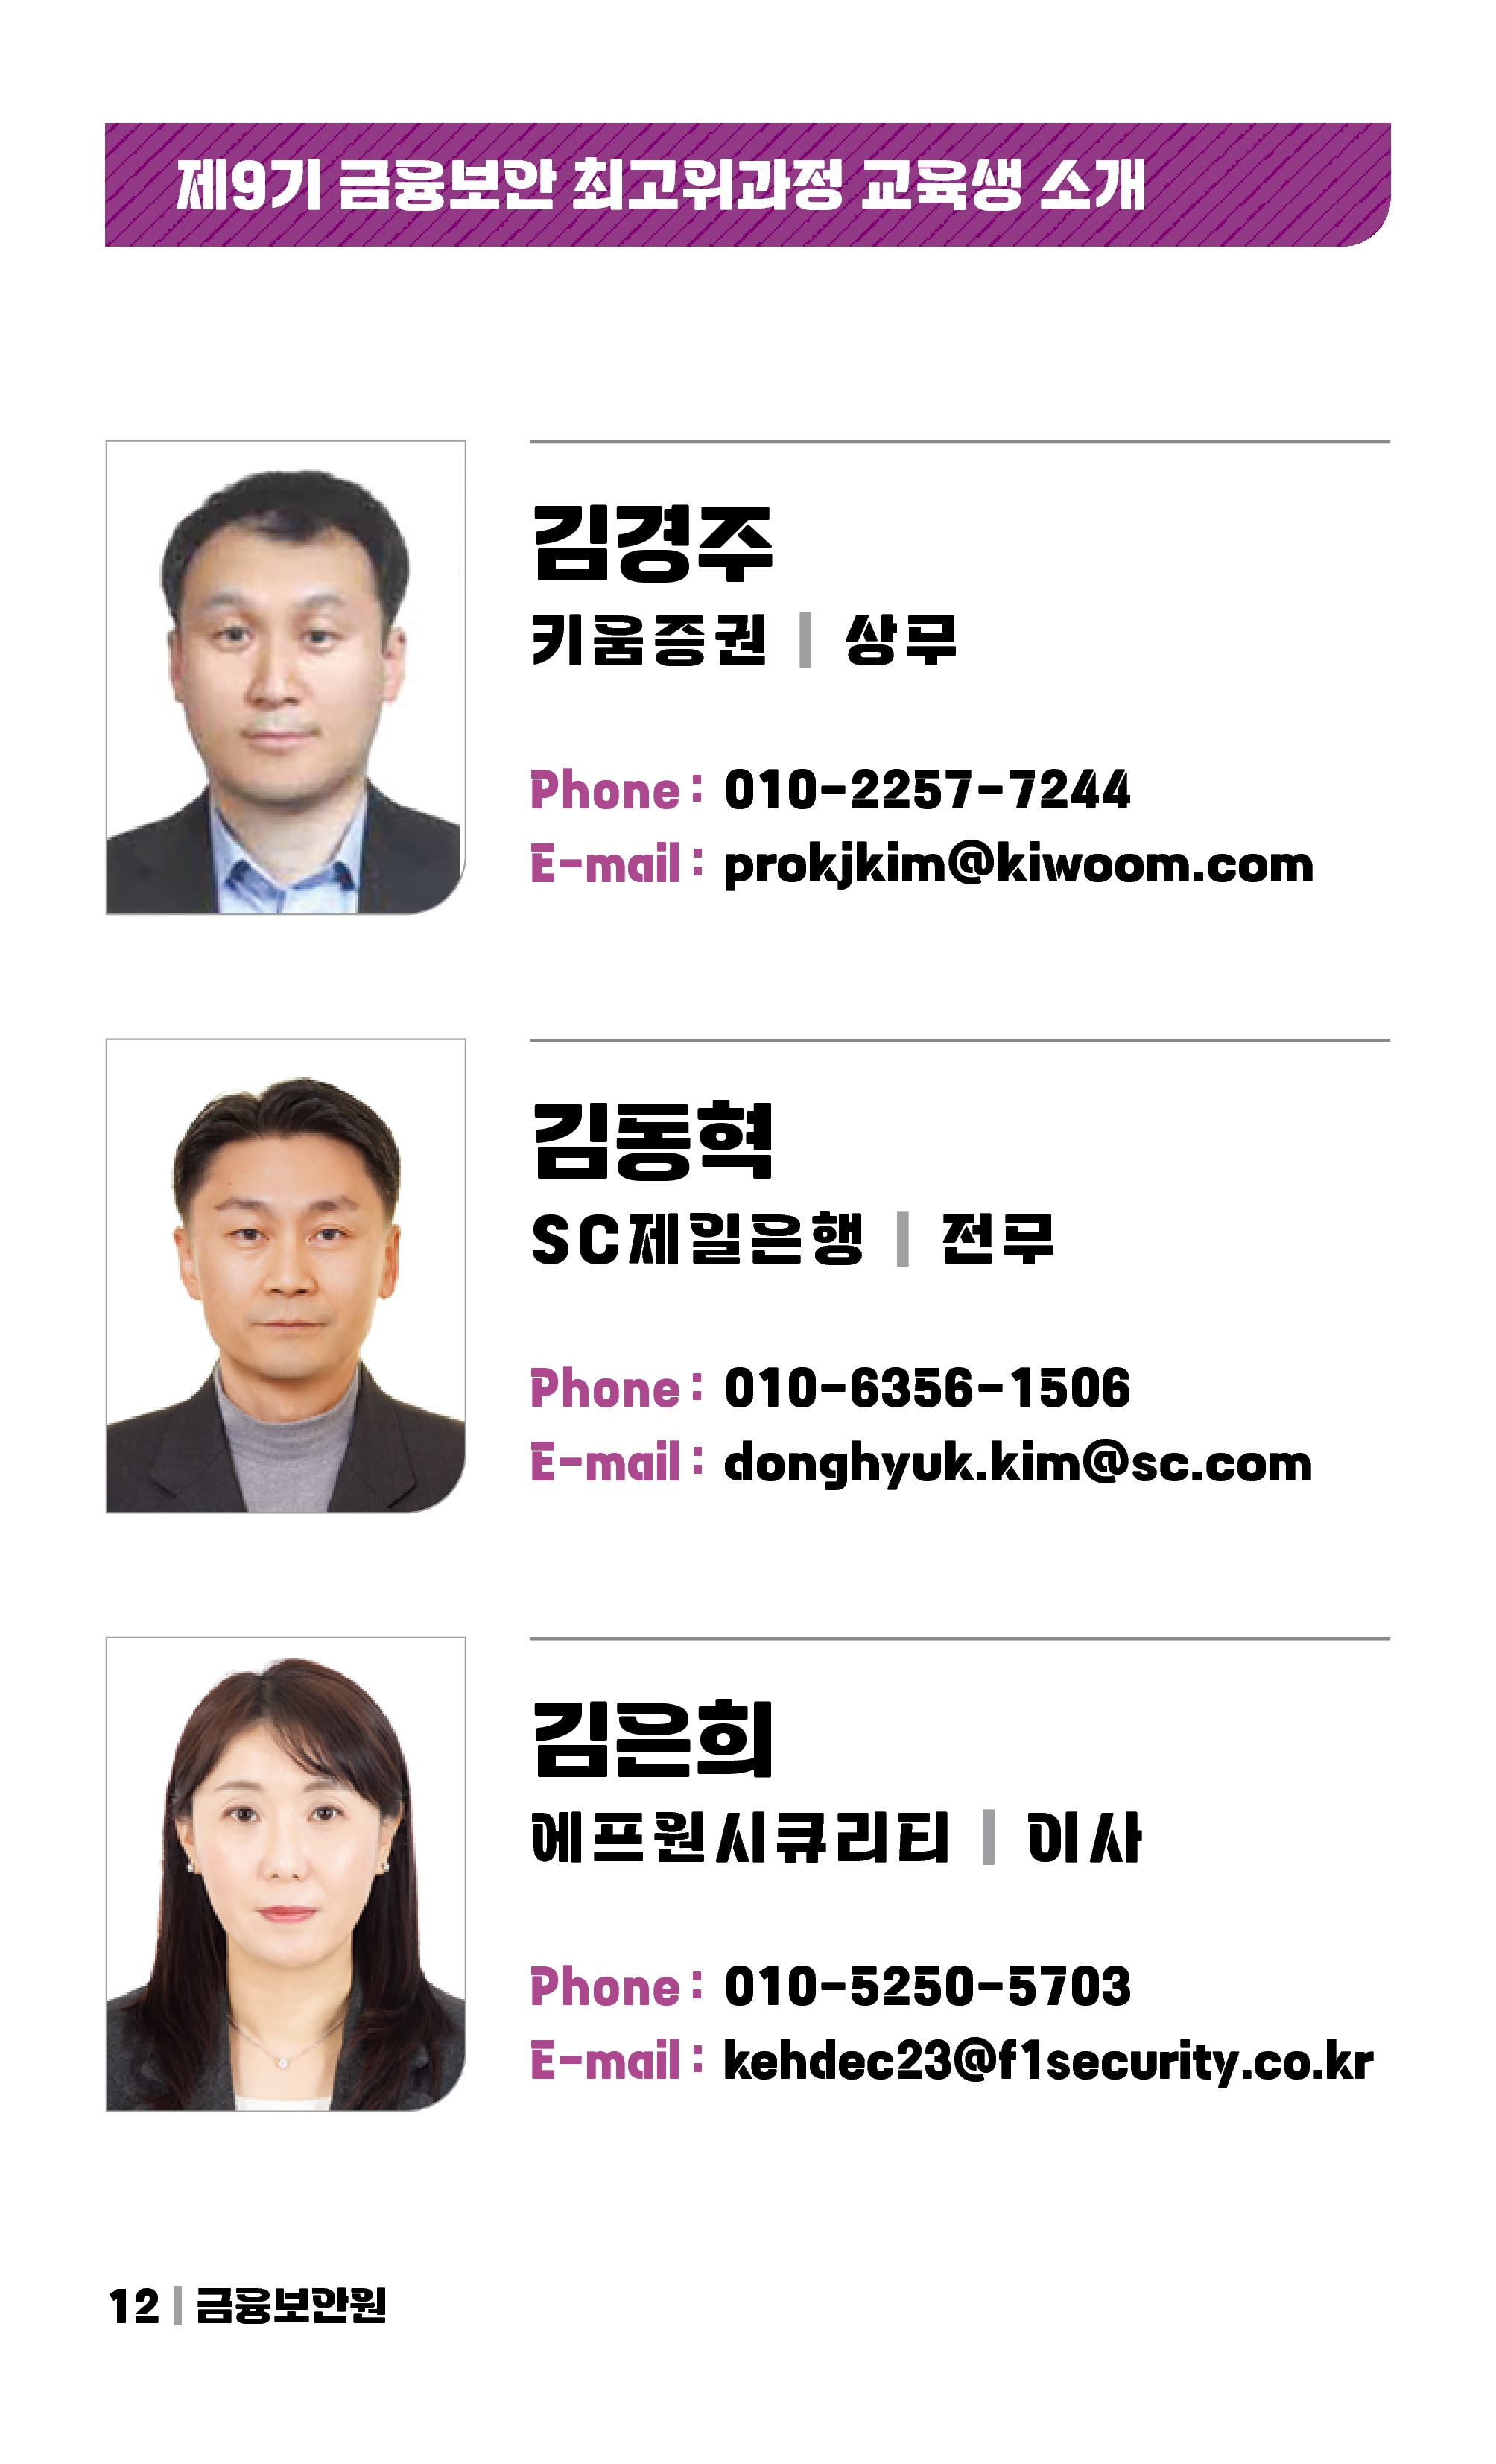 제9기 금융보안 최고위과정 교육생 소개
김경주
키움증권 | 상무
Phone : 010-2257-7244
E-mail : prokjkim@kiwoom.com
김동혁
SC제일은행 | 전무
Phone : 010-6356-1506
E-mail : donghyuk.kim@sc.com
김은희
에프원시큐리티 | 이사
Phone : 010-5250-5703
E-mail : kehdec23@f1security.co.kr
12 | 금융보안원